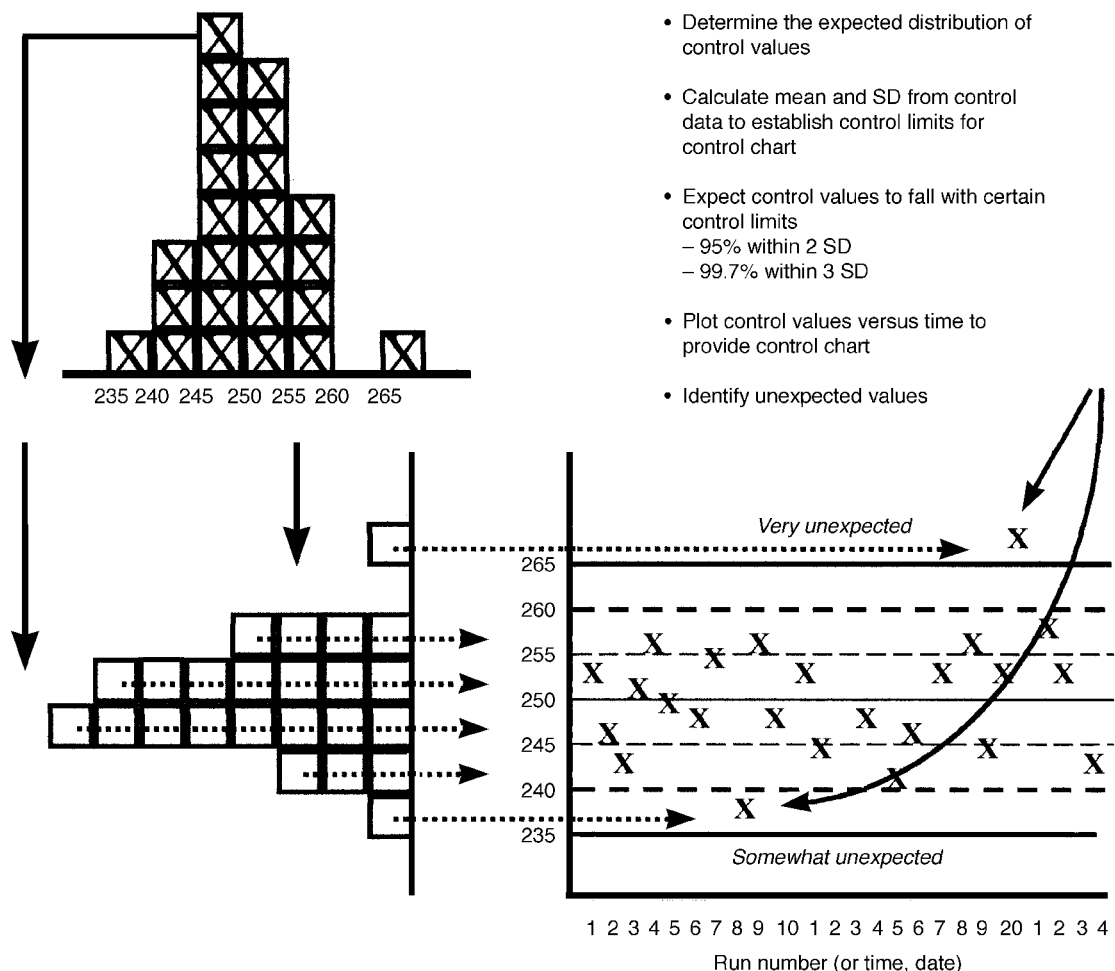 • Determine the expected distribution of
control values
• Calculate mean and SD from control
data to establish control limits for
control chart
• Expect control values to fall with certain
control limits
– 95% within 2 SD
– 99.7% within 3 SD
• Plot control values versus time to
provide control chart
• Identify unexpected values
235 240 245 250 255 260 265
Very unexpected
265
260
255
250
245
240
235
Somewhat unexpected
1 2 3 4 5 6 7 8 9 10 1 2 3 4 5 6 7 8 9 20 1 2 3 4
Run number (or time, date)